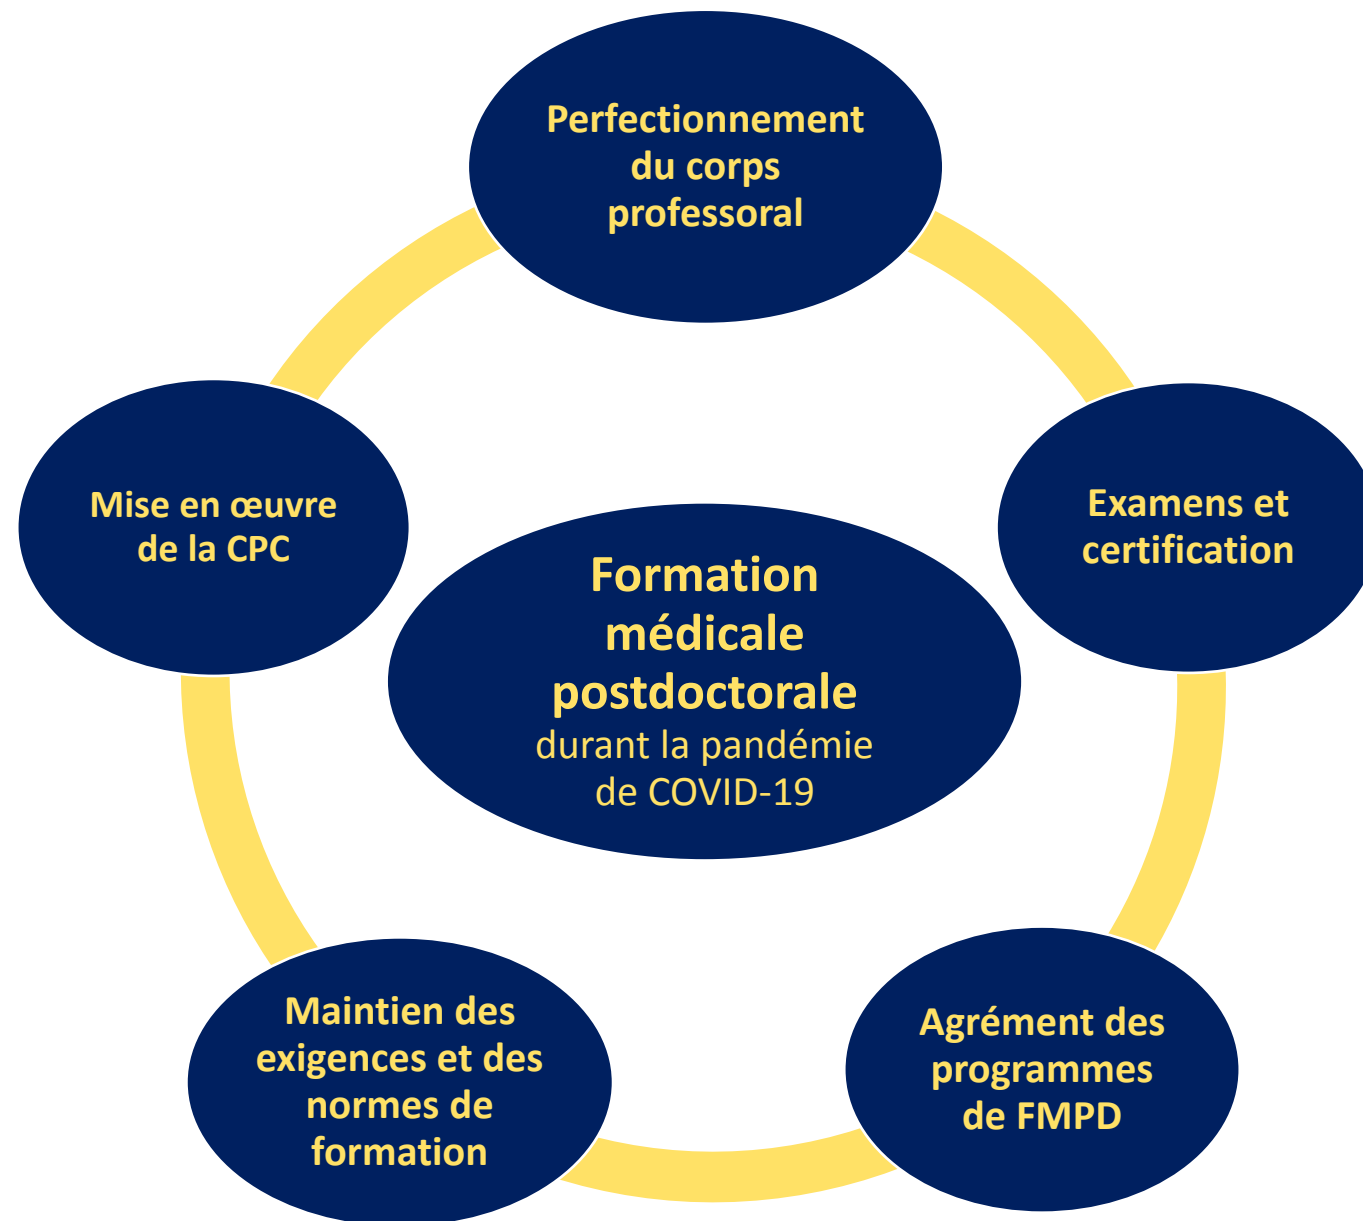 Perfectionnement
du corps
professoral
Mise en œuvre
de la CPC
Examens et
certification
Formation
médicale
postdoctorale
durant la pandémie
de COVID-19
Maintien des
exigences et des
normes de
formation
Agrément des
programmes
de FMPD